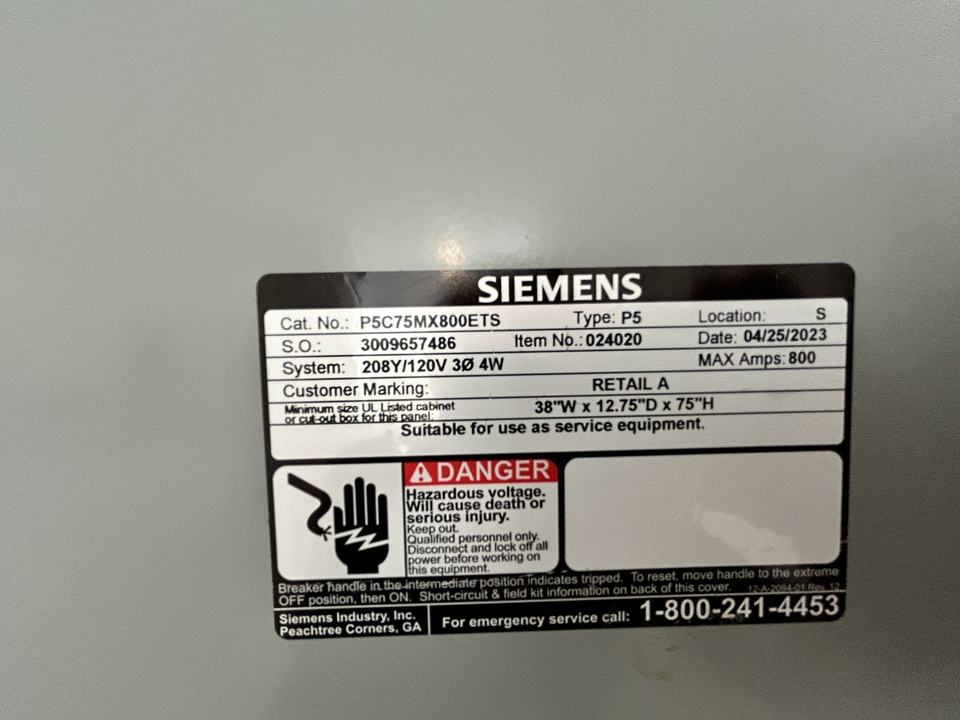 SIEMENS
Cat. No.: P5C75MX800ETS Type: P5 Location: S
S.O.: 3009657486 Item No.: 024020 Date: 04/25/2023
System: 208Y/120V 3Ø 4W MAX Amps: 800
Customer Marking: RETAIL A
Minimum size UL Listed cabinet
or cut-out box for this panel: 38"W x 12.75"D x 75"H
Suitable for use as service equipment.
DANGER
Hazardous voltage.
Will cause death or
serious injury.
Keep out.
Qualified personnel only.
Disconnect and lock off all
power before working on
this equipment.
Breaker handle in the intermediate position indicates tripped. To reset, move handle to the extreme
OFF position, then ON. Short-circuit & field kit information on back of this cover. 12-A-2094-01 Rev. 12
Siemens Industry, Inc.
Peachtree Corners, GA
For emergency service call: 1-800-241-4453